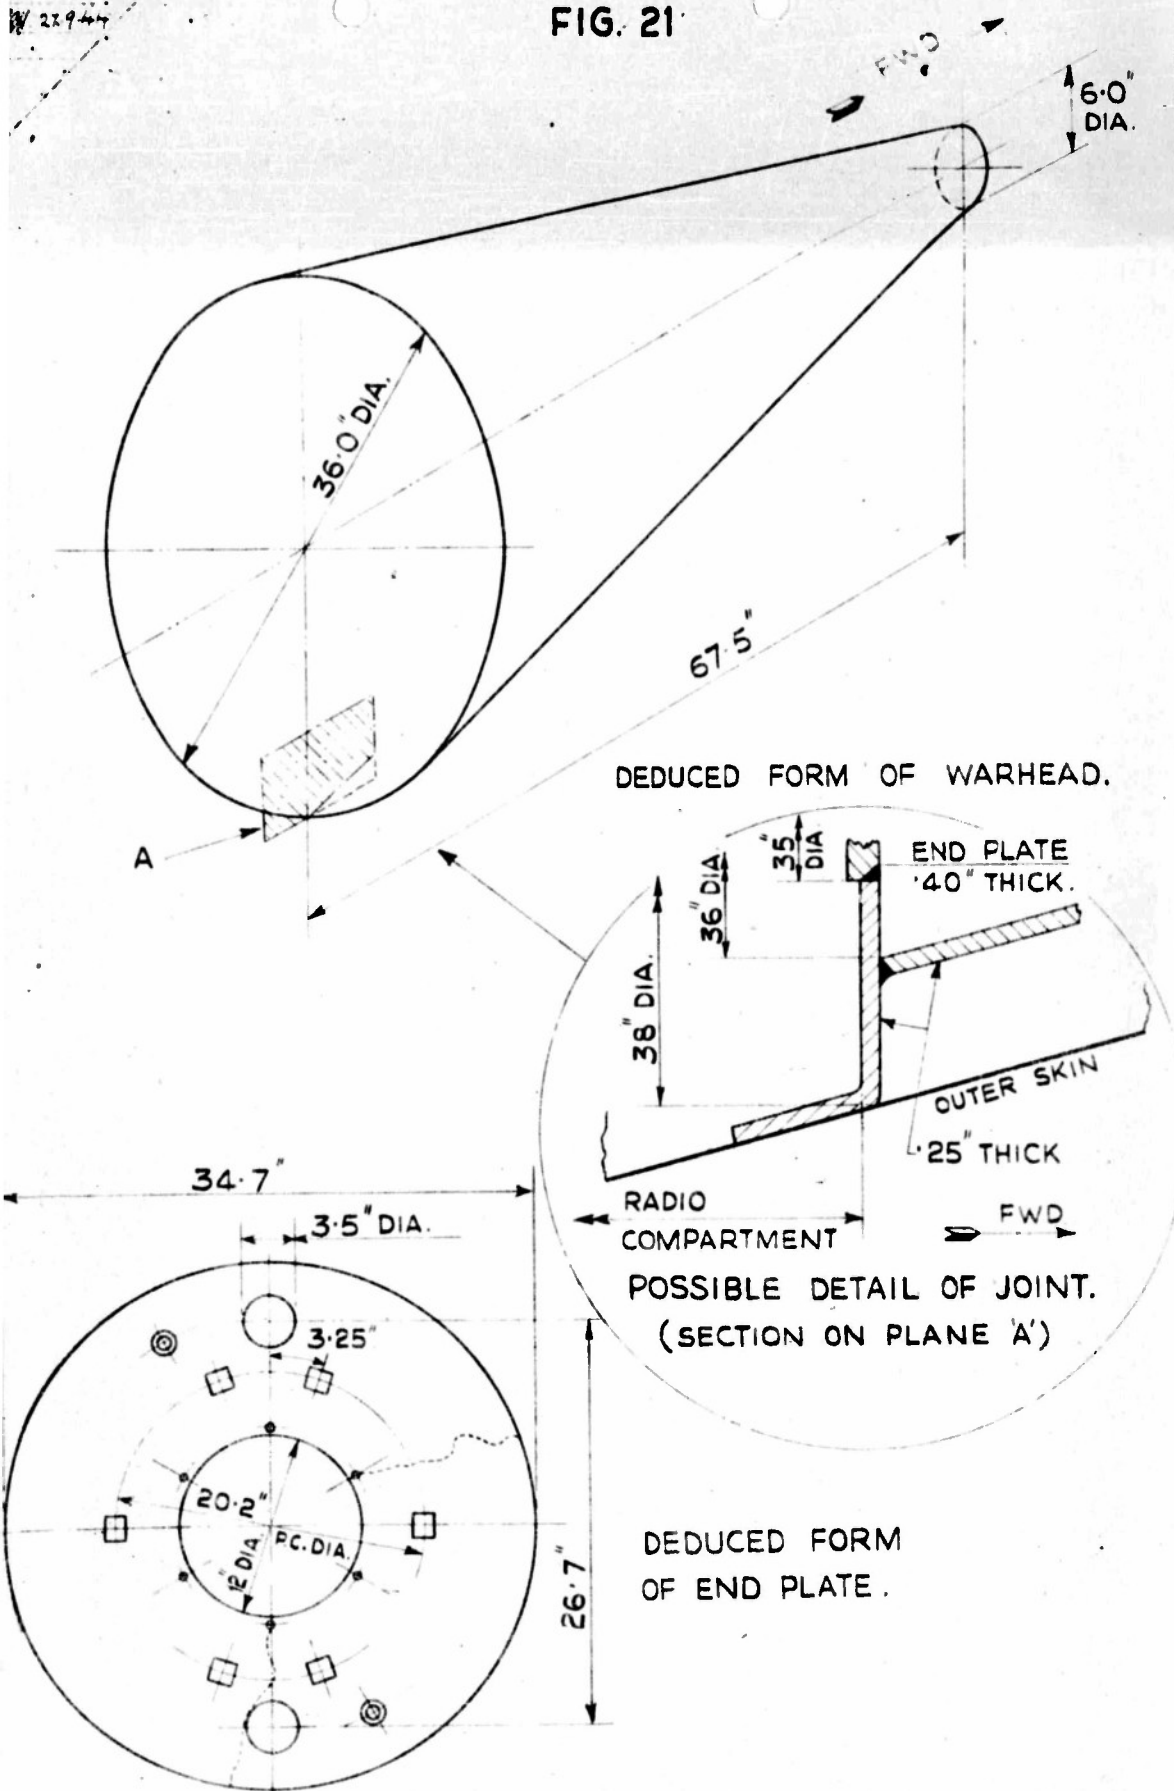 FIG. 21
FWD
6·0"
DIA.
36·0" DIA.
67·5"
A
DEDUCED FORM OF WARHEAD.
35"
DIA
36" DIA
38" DIA.
END PLATE
·40" THICK.
OUTER SKIN
·25" THICK
RADIO
COMPARTMENT
FWD
POSSIBLE DETAIL OF JOINT.
(SECTION ON PLANE 'A')
34·7"
3·5" DIA.
3·25"
20·2"
P.C. DIA.
12" DIA
26·7"
DEDUCED FORM
OF END PLATE.